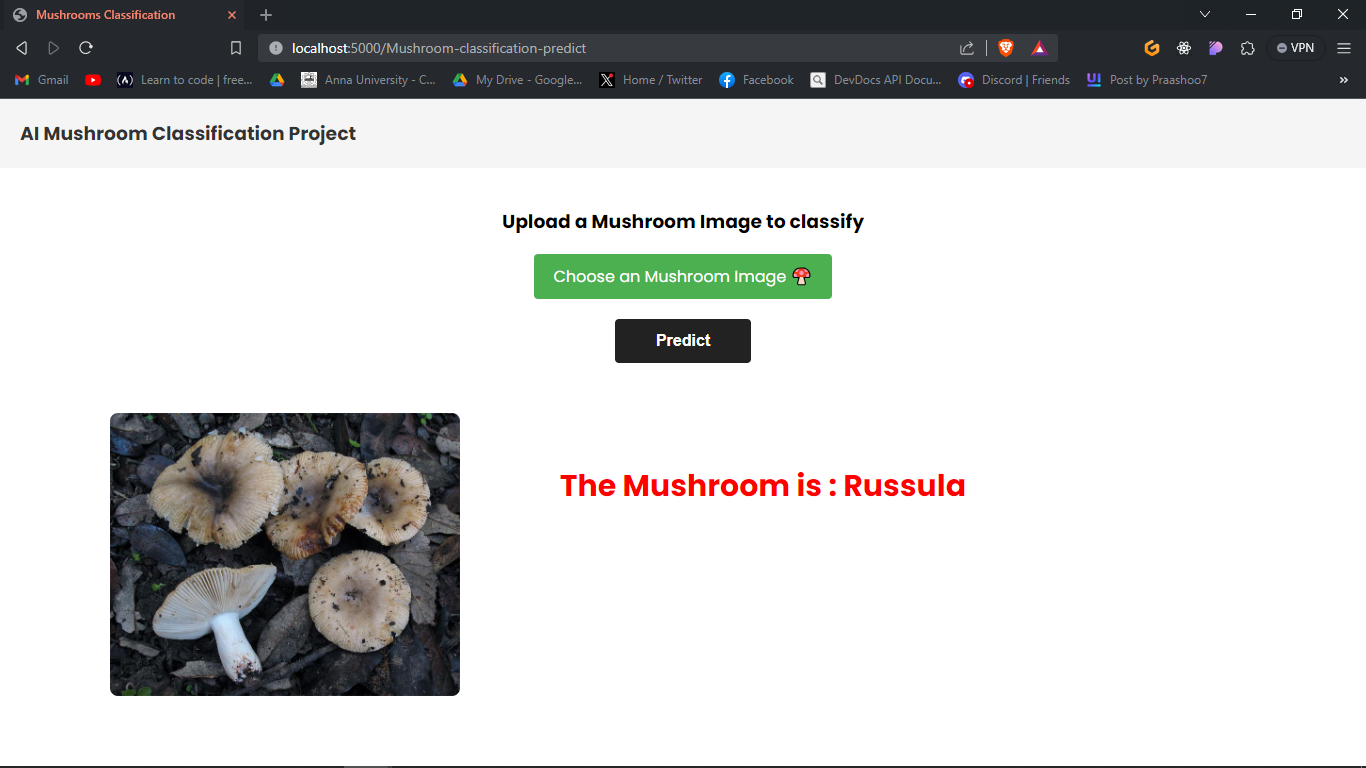 Mushrooms Classification
localhost:5000/Mushroom-classification-predict
VPN
Gmail
Learn to code | free...
Anna University - C...
My Drive - Google...
Home / Twitter
Facebook
DevDocs API Docu...
Discord | Friends
Post by Praashoo7
»
AI Mushroom Classification Project
Upload a Mushroom Image to classify
Choose an Mushroom Image 🍄
Predict
The Mushroom is : Russula